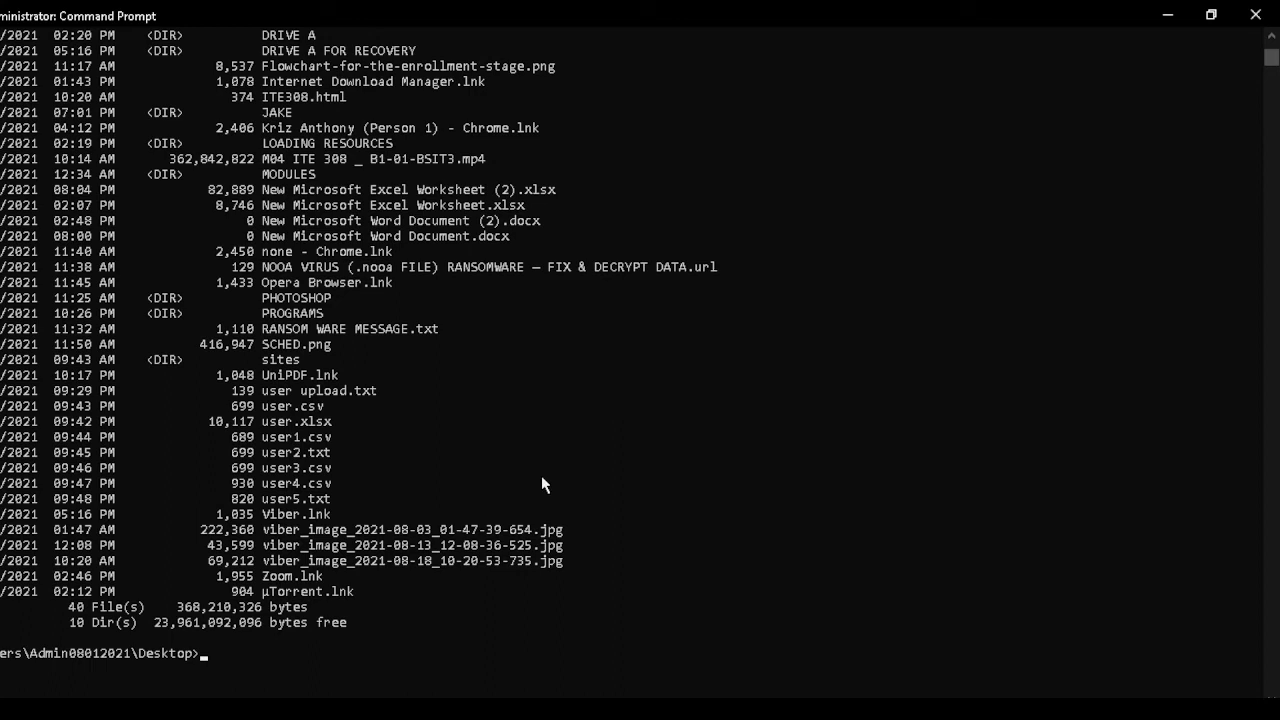 ministrator: Command Prompt
/2021 02:20 PM <DIR> DRIVE A
/2021 05:16 PM <DIR> DRIVE A FOR RECOVERY
/2021 11:17 AM 8,537 Flowchart-for-the-enrollment-stage.png
/2021 01:43 PM 1,078 Internet Download Manager.lnk
/2021 10:20 AM 374 ITE308.html
/2021 07:01 PM <DIR> JAKE
/2021 04:12 PM 2,406 Kriz Anthony (Person 1) - Chrome.lnk
/2021 02:19 PM <DIR> LOADING RESOURCES
/2021 10:14 AM 362,842,822 M04 ITE 308 _ B1-01-BSIT3.mp4
/2021 12:34 AM <DIR> MODULES
/2021 08:04 PM 82,889 New Microsoft Excel Worksheet (2).xlsx
/2021 02:07 PM 8,746 New Microsoft Excel Worksheet.xlsx
/2021 02:48 PM 0 New Microsoft Word Document (2).docx
/2021 08:00 PM 0 New Microsoft Word Document.docx
/2021 11:40 AM 2,450 none - Chrome.lnk
/2021 11:38 AM 129 NOOA VIRUS (.nooa FILE) RANSOMWARE — FIX & DECRYPT DATA.url
/2021 11:45 AM 1,433 Opera Browser.lnk
/2021 11:25 AM <DIR> PHOTOSHOP
/2021 10:26 AM <DIR> PROGRAMS
/2021 11:32 AM 1,110 RANSOM WARE MESSAGE.txt
/2021 11:50 AM 416,947 SCHED.png
/2021 09:43 AM <DIR> sites
/2021 10:17 PM 1,048 UniPDF.lnk
/2021 09:29 PM 139 user upload.txt
/2021 09:43 PM 699 user.csv
/2021 09:42 PM 10,117 user.xlsx
/2021 09:44 PM 689 user1.csv
/2021 09:45 PM 699 user2.txt
/2021 09:46 PM 699 user3.csv
/2021 09:47 PM 930 user4.csv
/2021 09:48 PM 820 user5.txt
/2021 05:16 PM 1,035 Viber.lnk
/2021 01:47 AM 222,360 viber_image_2021-08-03_01-47-39-654.jpg
/2021 12:08 PM 43,599 viber_image_2021-08-13_12-08-36-525.jpg
/2021 10:20 AM 69,212 viber_image_2021-08-18_10-20-53-735.jpg
/2021 02:46 PM 1,955 Zoom.lnk
/2021 02:12 PM 904 µTorrent.lnk
40 File(s) 368,210,326 bytes
10 Dir(s) 23,961,092,096 bytes free
ers\Admin08012021\Desktop>